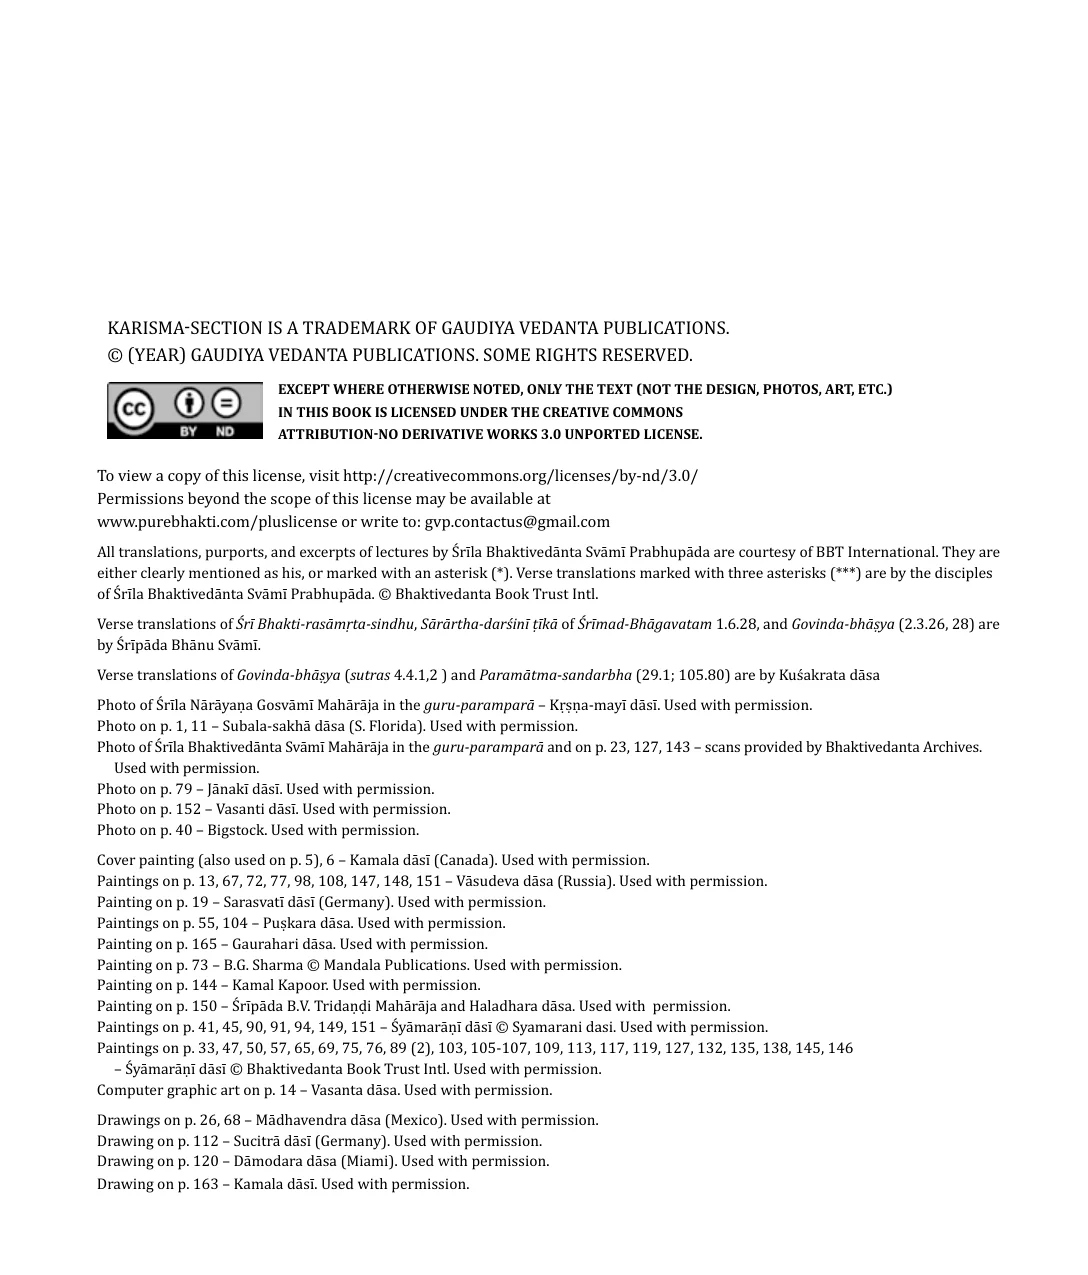 KARISMA-SECTION IS A TRADEMARK OF GAUDIYA VEDANTA PUBLICATIONS.
© (YEAR) GAUDIYA VEDANTA PUBLICATIONS. SOME RIGHTS RESERVED.
EXCEPT WHERE OTHERWISE NOTED, ONLY THE TEXT (NOT THE DESIGN, PHOTOS, ART, ETC.)
IN THIS BOOK IS LICENSED UNDER THE CREATIVE COMMONS
ATTRIBUTION-NO DERIVATIVE WORKS 3.0 UNPORTED LICENSE.
CC
BY ND
To view a copy of this license, visit http://creativecommons.org/licenses/by-nd/3.0/
Permissions beyond the scope of this license may be available at
www.purebhakti.com/pluslicense or write to: gvp.contactus@gmail.com
All translations, purports, and excerpts of lectures by Śrīla Bhaktivedānta Svāmī Prabhupāda are courtesy of BBT International. They are
either clearly mentioned as his, or marked with an asterisk (*). Verse translations marked with three asterisks (***) are by the disciples
of Śrīla Bhaktivedānta Svāmī Prabhupāda. © Bhaktivedanta Book Trust Intl.
Verse translations of Śrī Bhakti-rasāmṛta-sindhu, Sārārtha-darśinī ṭīkā of Śrīmad-Bhāgavatam 1.6.28, and Govinda-bhāṣya (2.3.26, 28) are
by Śrīpāda Bhānu Svāmī.
Verse translations of Govinda-bhāṣya (sutras 4.4.1,2 ) and Paramātma-sandarbha (29.1; 105.80) are by Kuśakrata dāsa
Photo of Śrīla Nārāyaṇa Gosvāmī Mahārāja in the guru-paramparā – Kṛṣṇa-mayī dāsī. Used with permission.
Photo on p. 1, 11 – Subala-sakhā dāsa (S. Florida). Used with permission.
Photo of Śrīla Bhaktivedānta Svāmī Mahārāja in the guru-paramparā and on p. 23, 127, 143 – scans provided by Bhaktivedanta Archives.
Used with permission.
Photo on p. 79 – Jānakī dāsī. Used with permission.
Photo on p. 152 – Vasanti dāsī. Used with permission.
Photo on p. 40 – Bigstock. Used with permission.
Cover painting (also used on p. 5), 6 – Kamala dāsī (Canada). Used with permission.
Paintings on p. 13, 67, 72, 77, 98, 108, 147, 148, 151 – Vāsudeva dāsa (Russia). Used with permission.
Painting on p. 19 – Sarasvatī dāsī (Germany). Used with permission.
Paintings on p. 55, 104 – Puṣkara dāsa. Used with permission.
Painting on p. 165 – Gaurahari dāsa. Used with permission.
Painting on p. 73 – B.G. Sharma © Mandala Publications. Used with permission.
Painting on p. 144 – Kamal Kapoor. Used with permission.
Painting on p. 150 – Śrīpāda B.V. Tridaṇḍi Mahārāja and Haladhara dāsa. Used with permission.
Paintings on p. 41, 45, 90, 91, 94, 149, 151 – Śyāmarāṇī dāsī © Syamarani dasi. Used with permission.
Paintings on p. 33, 47, 50, 57, 65, 69, 75, 76, 89 (2), 103, 105-107, 109, 113, 117, 119, 127, 132, 135, 138, 145, 146
– Śyāmarāṇī dāsī © Bhaktivedanta Book Trust Intl. Used with permission.
Computer graphic art on p. 14 – Vasanta dāsa. Used with permission.
Drawings on p. 26, 68 – Mādhavendra dāsa (Mexico). Used with permission.
Drawing on p. 112 – Sucitrā dāsī (Germany). Used with permission.
Drawing on p. 120 – Dāmodara dāsa (Miami). Used with permission.
Drawing on p. 163 – Kamala dāsī. Used with permission.